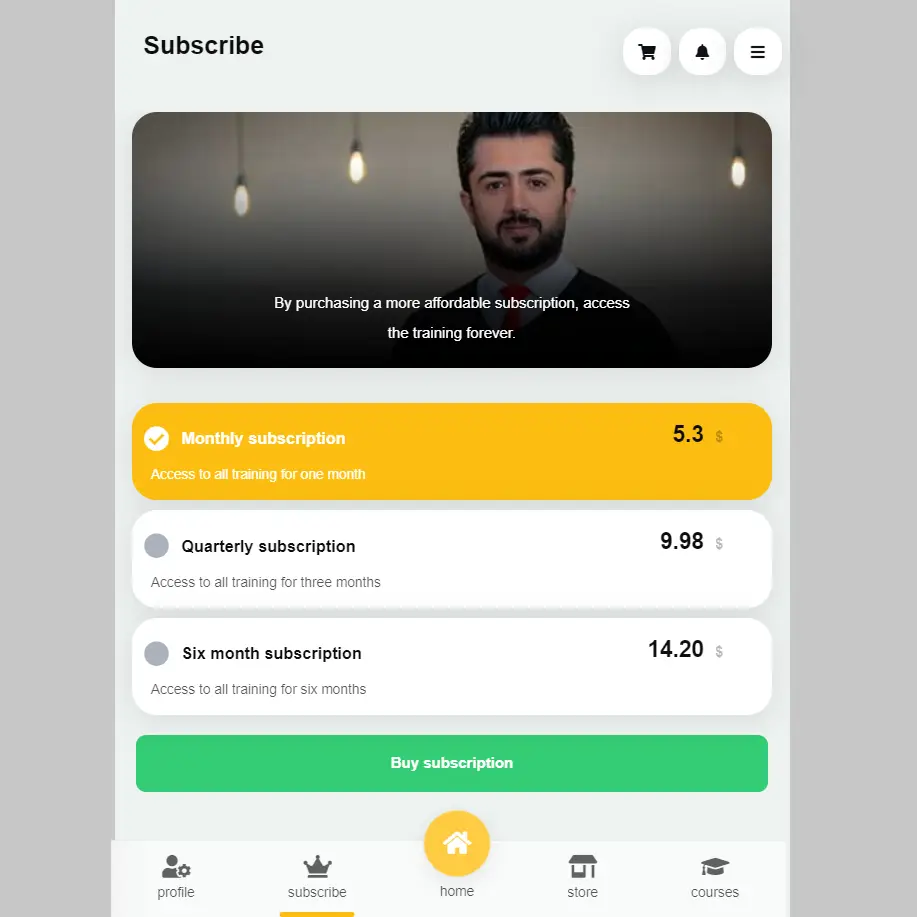 Subscribe
By purchasing a more affordable subscription, access
the training forever.
Monthly subscription
5.3 $
Access to all training for one month
Quarterly subscription
9.98 $
Access to all training for three months
Six month subscription
14.20 $
Access to all training for six months
Buy subscription
profile
subscribe
home
store
courses